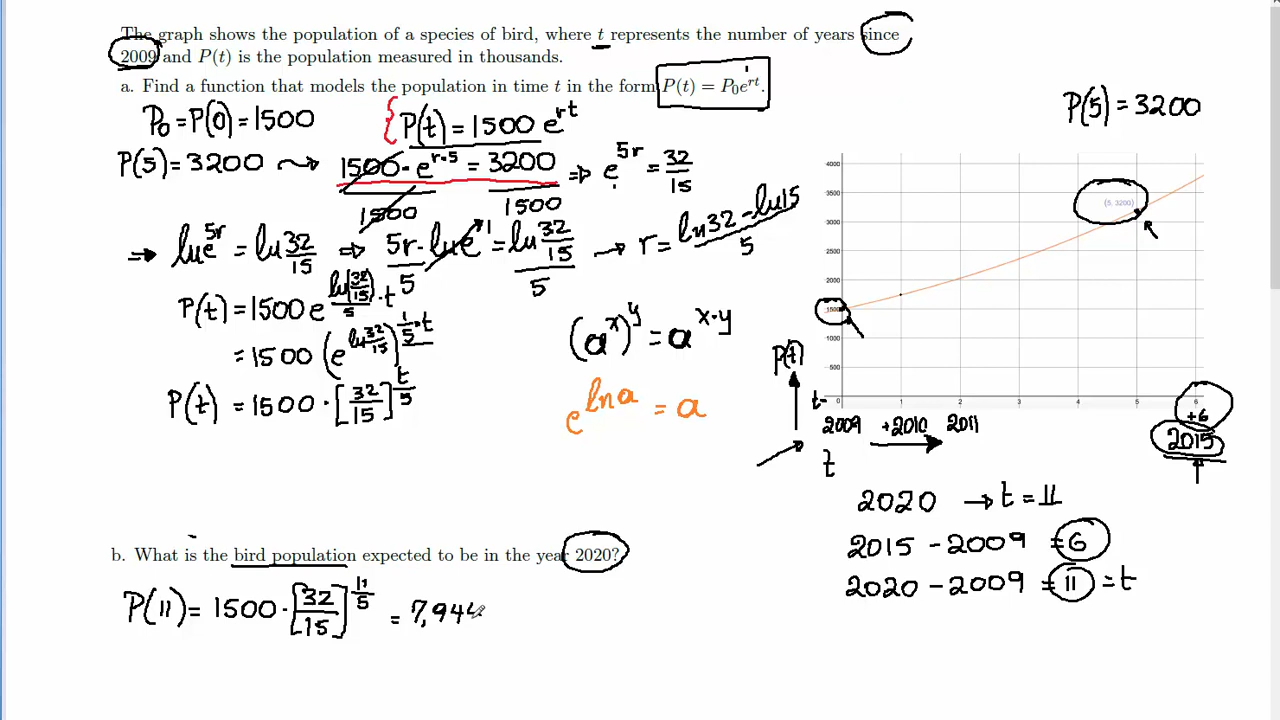 The graph shows the population of a species of bird, where t represents the number of years since
2009 and P(t) is the population measured in thousands.
a. Find a function that models the population in time t in the form P(t) = P₀e^{rt}.
P₀ = P(0) = 1500
P(t) = 1500 e^{rt}
P(5) = 3200
P(5) = 3200 ⇝ 1500 · e^{r·5} = 3200 ⇒ e^{5r} = 32/15
1500 1500
⇒ ln e^{5r} = ln 32/15 ⇒ 5r · ln e = ln 32/15 → r = (ln 32 - ln 15)/5
1
5 5
P(t) = 1500 e^{ln(32/15)/5 · t}
= 1500 (e^{ln 32/15})^{1/5 · t}
P(t) = 1500 · [32/15]^{t/5}
(a^x)^y = a^{x·y}
e^{ln a} = a
4000
3500
(5, 3200)
3000
2500
2000
1500
1000
500
P(t)
t=
0 1 2 3 4 5 6
+6
2009 +2010 2011 2015
t
2020 → t = 11
2015 - 2009 = 6
2020 - 2009 = 11 = t
b. What is the bird population expected to be in the year 2020?
P(11) = 1500 · [32/15]^{11/5} = 7,944